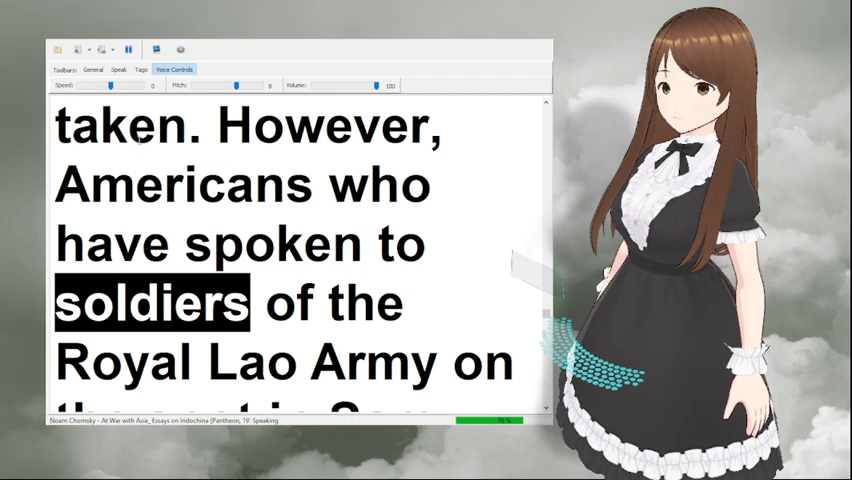 Toolbars: General Speak Tags Voice Controls
Speed: 0 Pitch: 8 Volume: 100
taken. However,
Americans who
have spoken to
soldiers of the
Royal Lao Army on
Noam Chomsky - At War with Asia_ Essays on Indochina (Pantheon, 19 Speaking 70 %